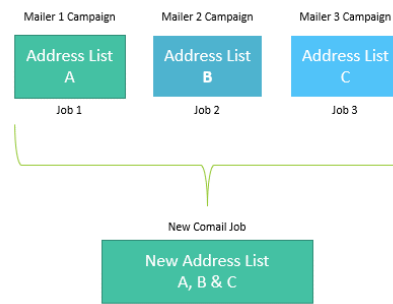 Mailer 1 Campaign
Mailer 2 Campaign
Mailer 3 Campaign
Address List
A
Address List
B
Address List
C
Job 1
Job 2
Job 3
New Comail Job
New Address List
A, B & C